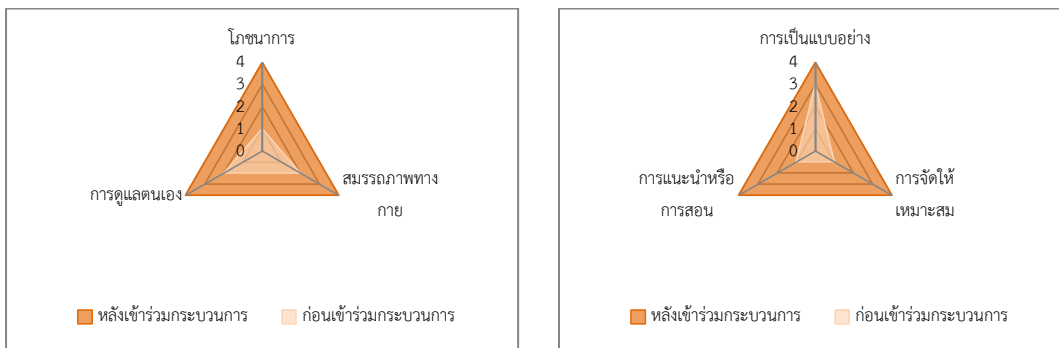 โภชนาการ
4
3
2
1
0
การดูแลตนเอง
สมรรถภาพทาง
กาย
หลังเข้าร่วมกระบวนการ
ก่อนเข้าร่วมกระบวนการ
การเป็นแบบอย่าง
4
3
2
1
0
การแนะนำหรือ
การสอน
การจัดให้
เหมาะสม
หลังเข้าร่วมกระบวนการ
ก่อนเข้าร่วมกระบวนการ